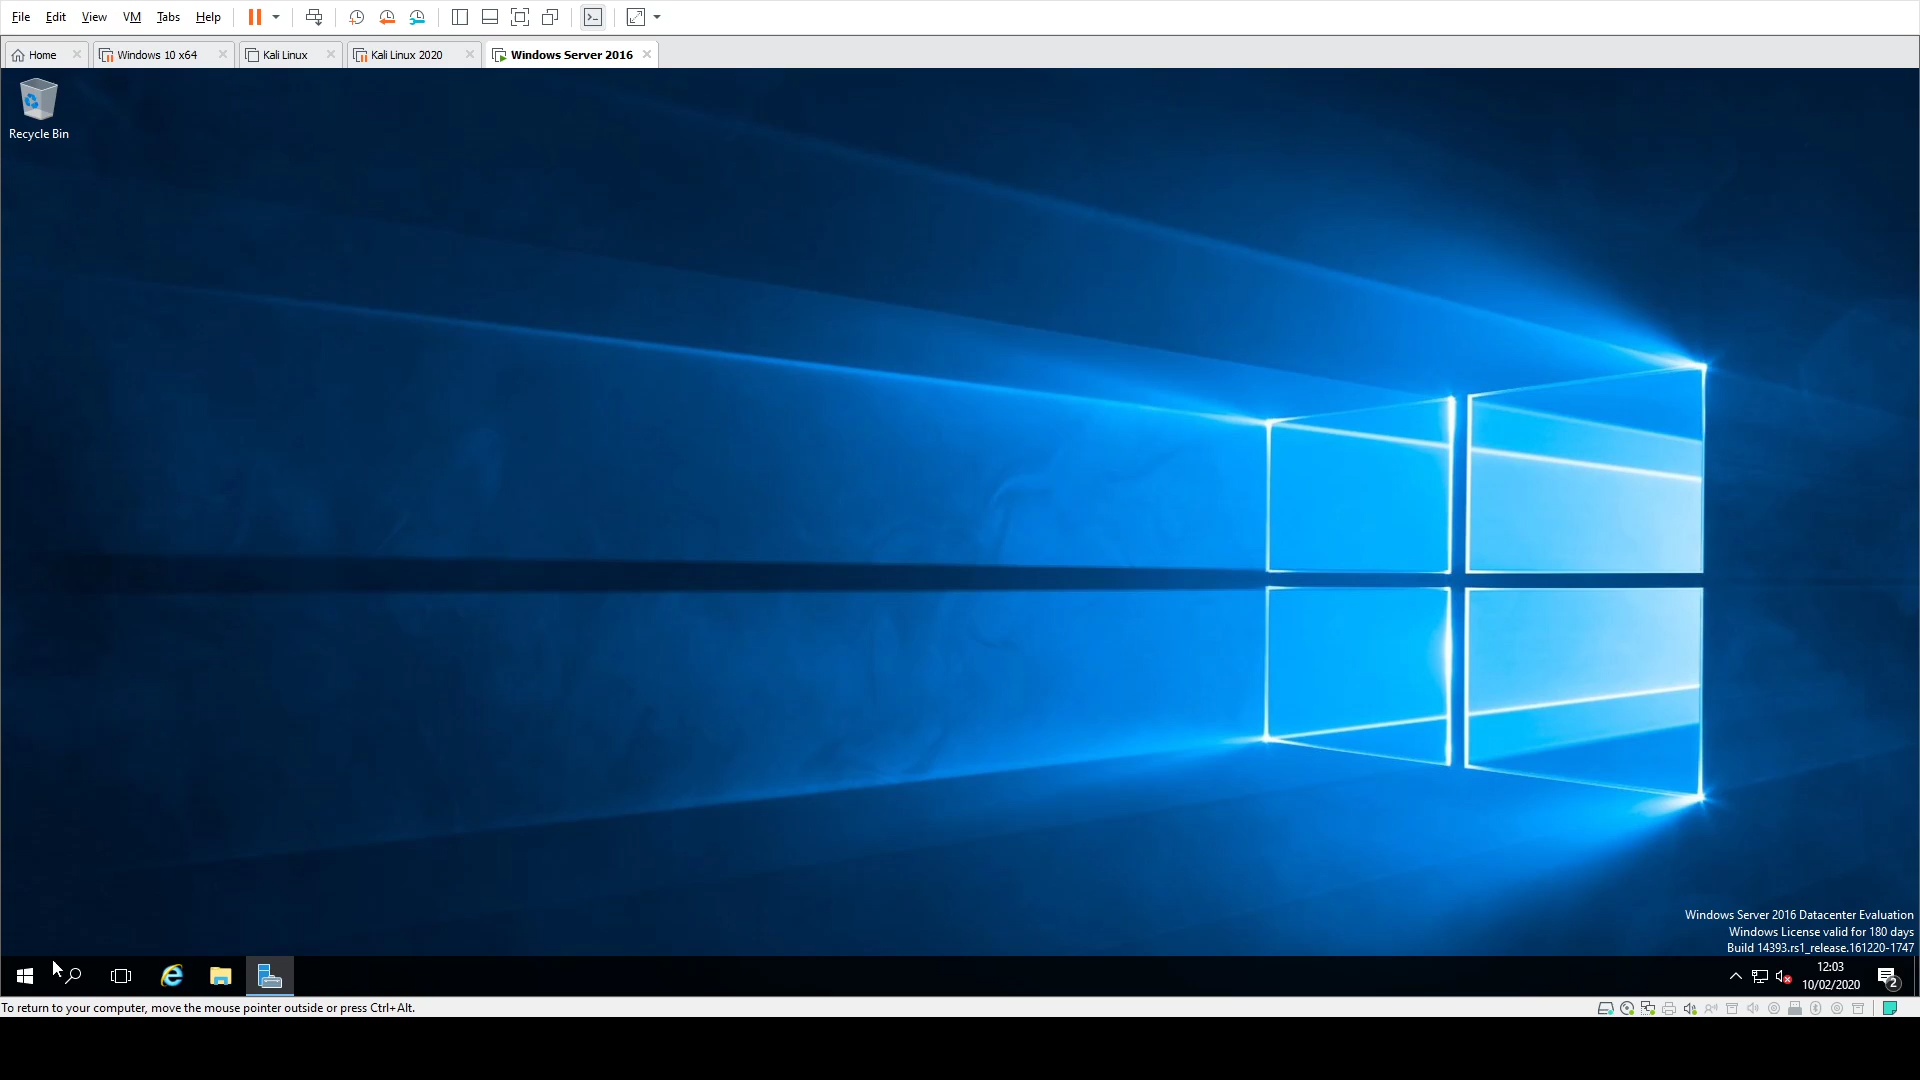 File Edit View VM Tabs Help
Home Windows 10 x64 Kali Linux Kali Linux 2020 Windows Server 2016
Recycle Bin
Windows Server 2016 Datacenter Evaluation
Windows License valid for 180 days
Build 14393.rs1_release.161220-1747
12:03
10/02/2020
2
To return to your computer, move the mouse pointer outside or press Ctrl+Alt.